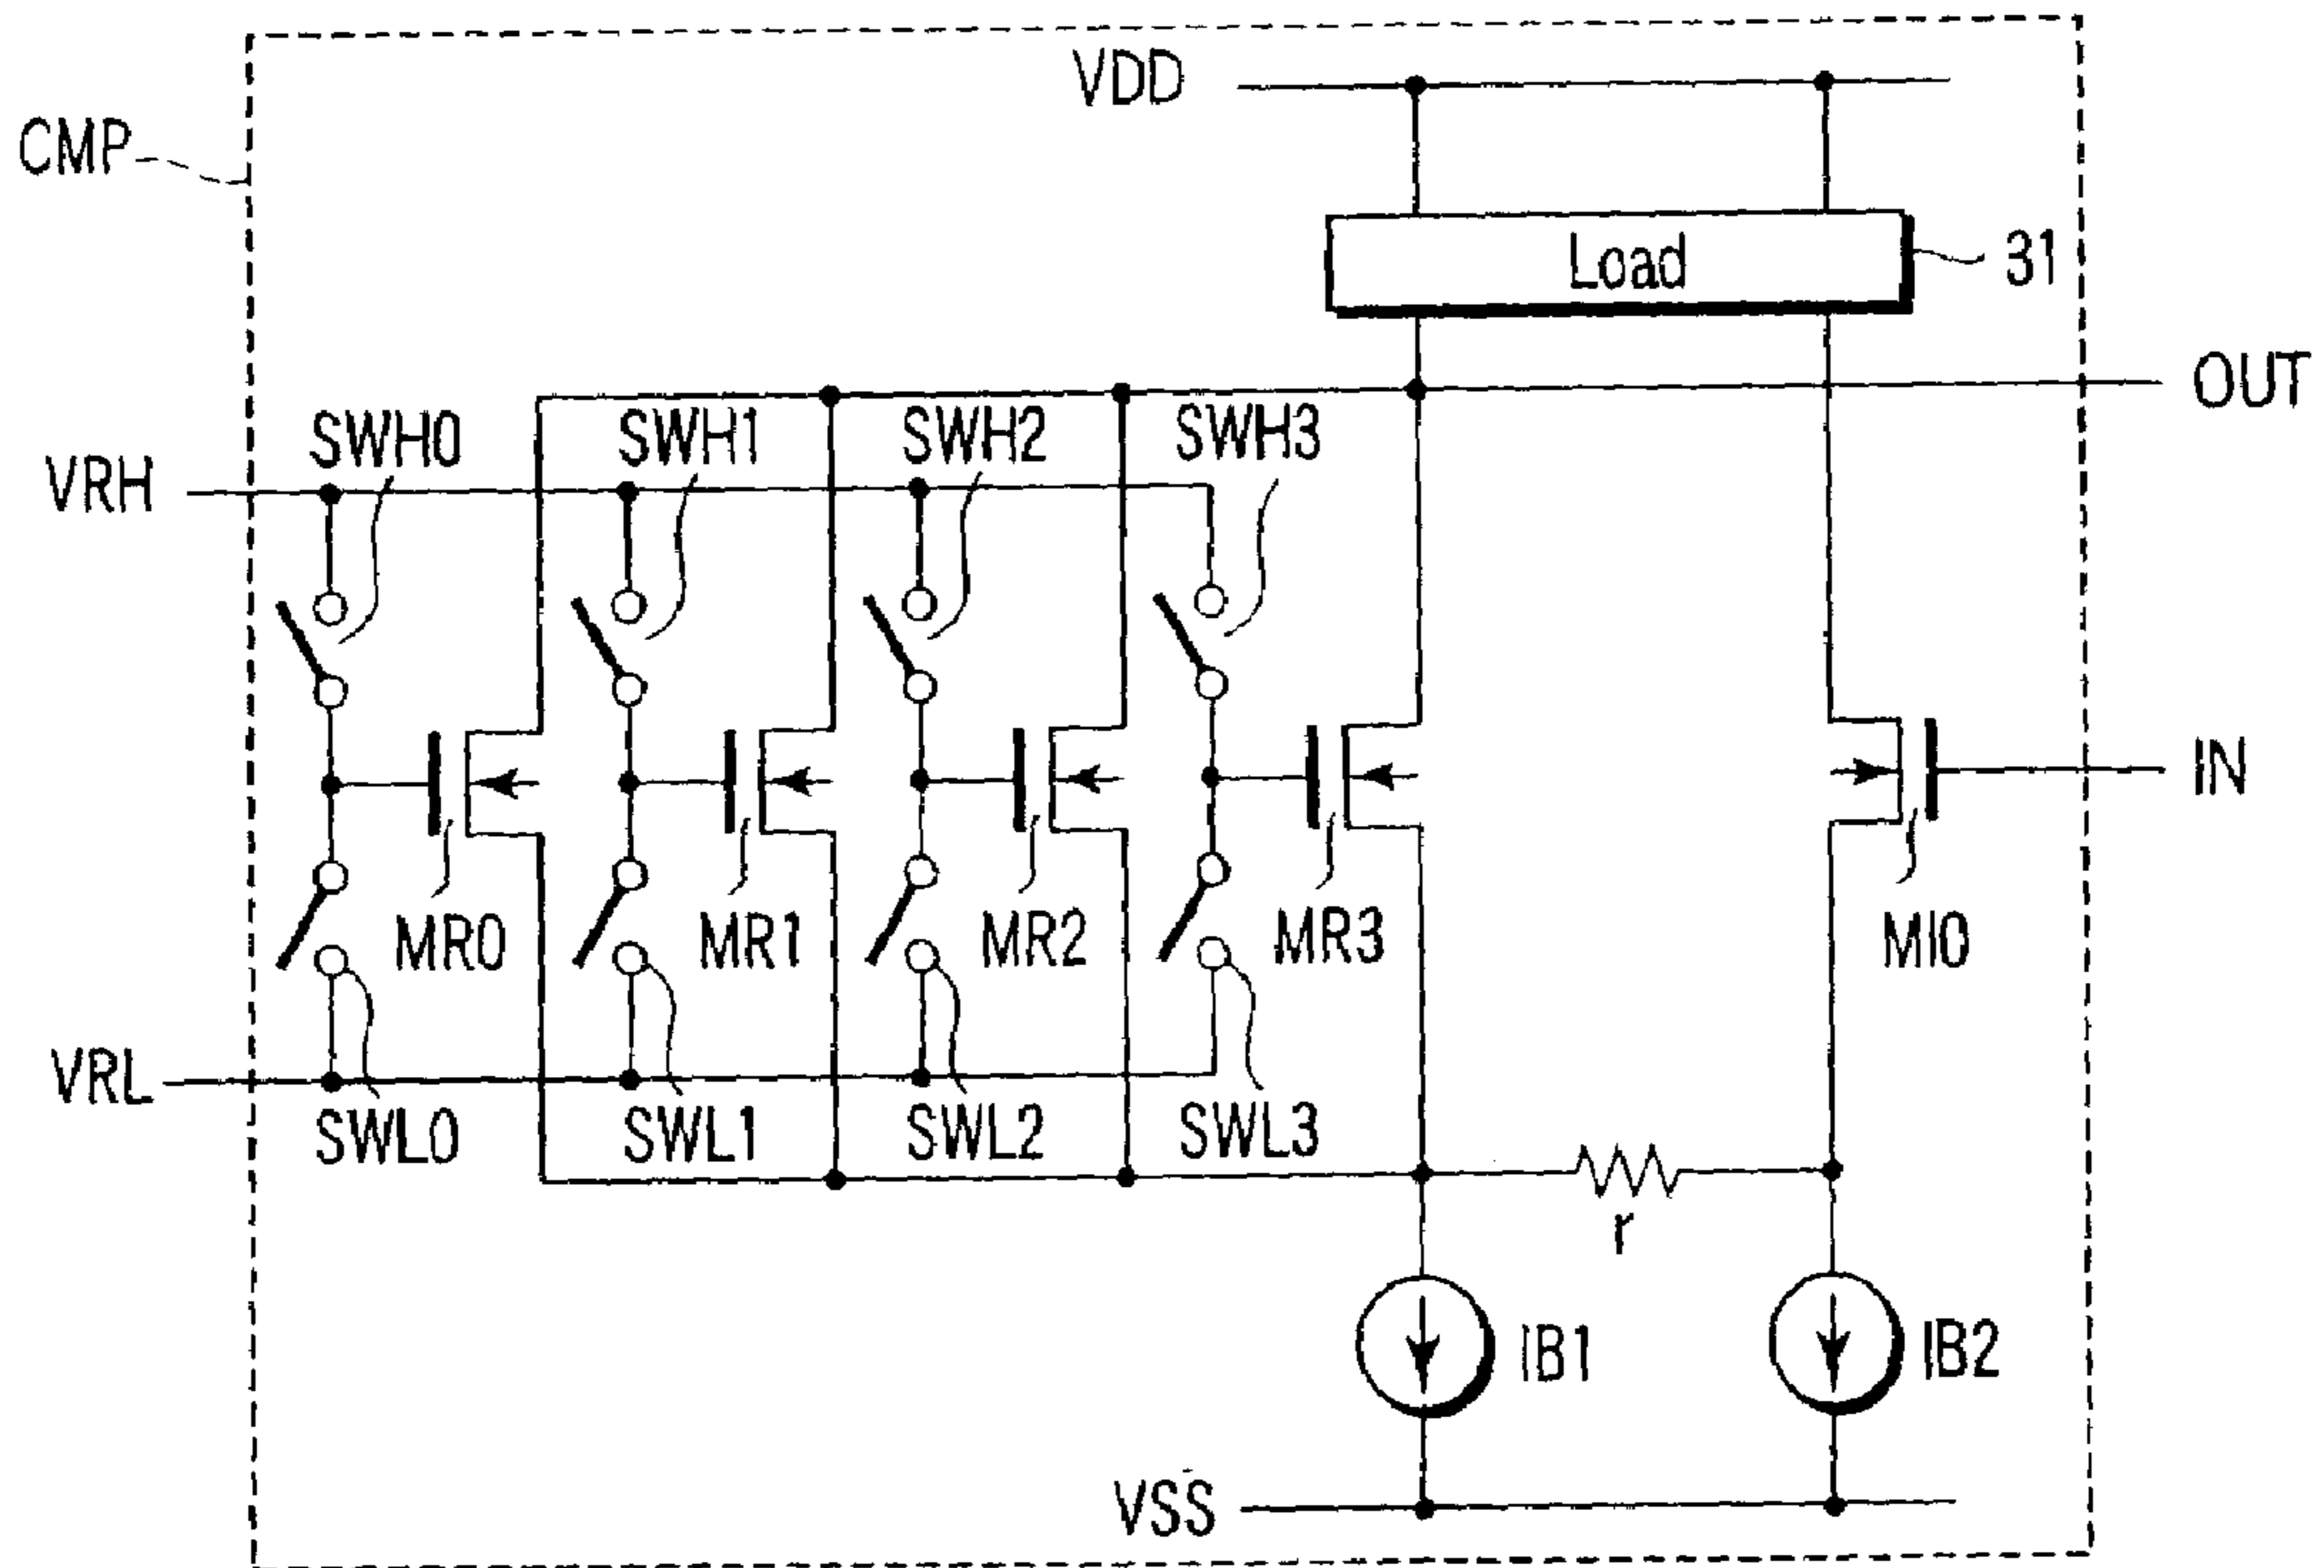 VDD
CMP
Load
31
OUT
SWH0 SWH1 SWH2 SWH3
VRH
IN
MR0 MR1 MR2 MR3 MI0
VRL
SWL0 SWL1 SWL2 SWL3
r
IB1 IB2
VSS